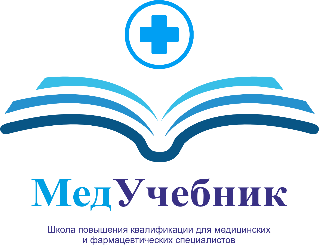 МедУчебник
Школа повышения квалификации для медицинских
и фармацевтических специалистов